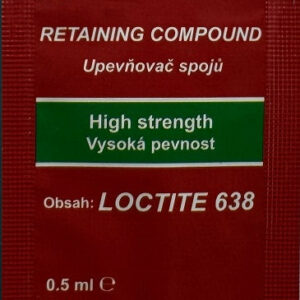 RETAINING COMPOUND
Upevňovač spojů
High strength
Vysoká pevnost
Obsah: LOCTITE 638
0.5 ml ℮